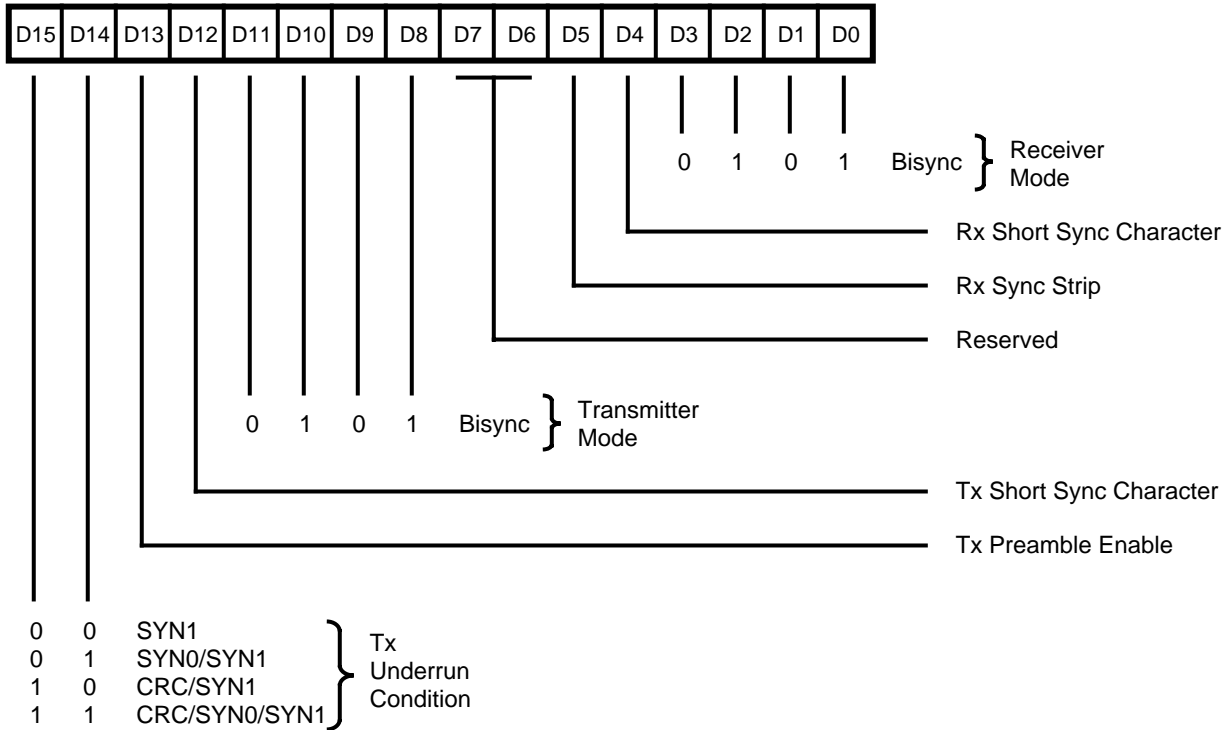 D15 D14 D13 D12 D11 D10 D9 D8 D7 D6 D5 D4 D3 D2 D1 D0
0 1 0 1 Bisync } Receiver
Mode
Rx Short Sync Character
Rx Sync Strip
Reserved
0 1 0 1 Bisync } Transmitter
Mode
Tx Short Sync Character
Tx Preamble Enable
0 0 SYN1
0 1 SYN0/SYN1
1 0 CRC/SYN1
1 1 CRC/SYN0/SYN1
Tx
Underrun
Condition